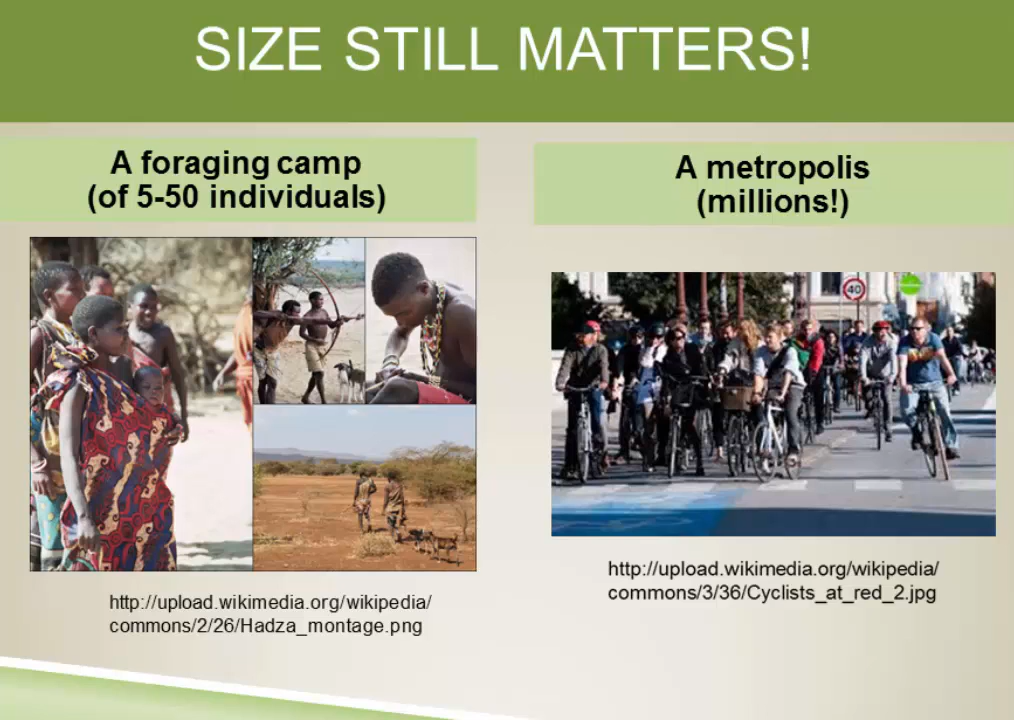 SIZE STILL MATTERS!
A foraging camp
(of 5-50 individuals)
A metropolis
(millions!)
40
http://upload.wikimedia.org/wikipedia/
commons/2/26/Hadza_montage.png
http://upload.wikimedia.org/wikipedia/
commons/3/36/Cyclists_at_red_2.jpg